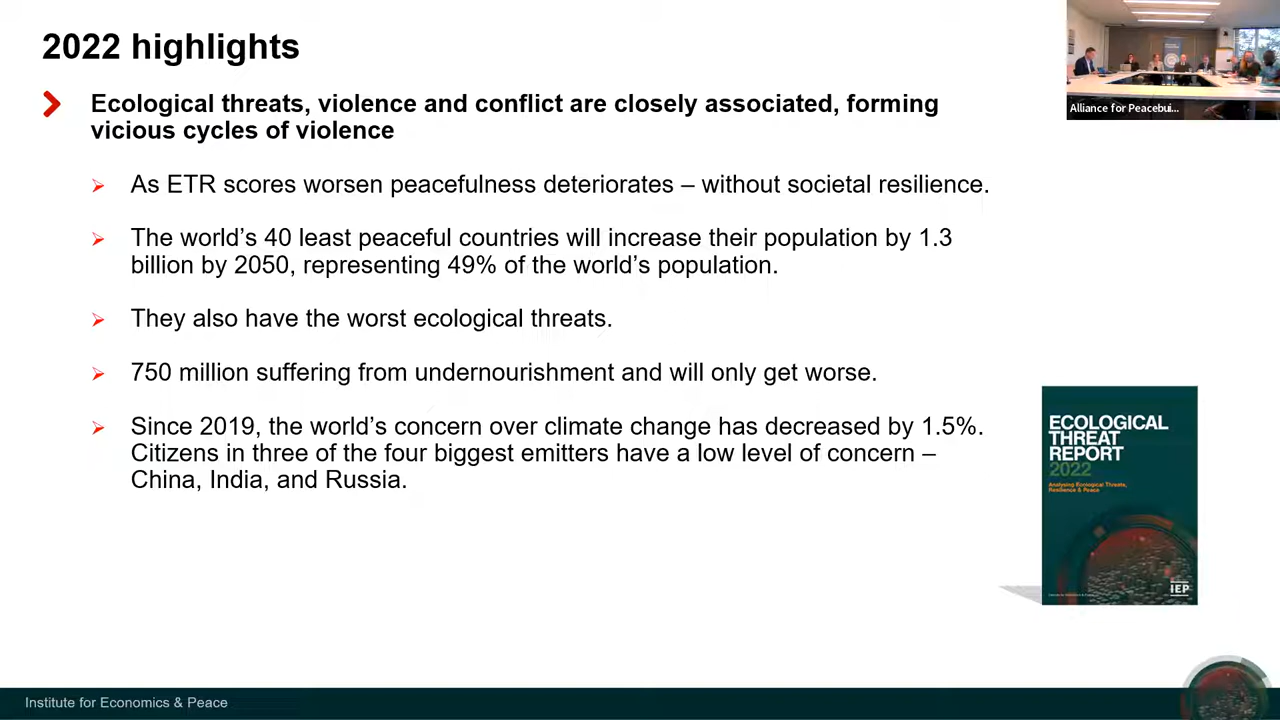 2022 highlights
Ecological threats, violence and conflict are closely associated, forming
vicious cycles of violence
As ETR scores worsen peacefulness deteriorates – without societal resilience.
The world’s 40 least peaceful countries will increase their population by 1.3
billion by 2050, representing 49% of the world’s population.
They also have the worst ecological threats.
750 million suffering from undernourishment and will only get worse.
Since 2019, the world’s concern over climate change has decreased by 1.5%.
Citizens in three of the four biggest emitters have a low level of concern –
China, India, and Russia.
Alliance for Peacebui...
ECOLOGICAL
THREAT
REPORT
2022
Analysing Ecological Threats,
Resilience & Peace
IEP
Institute for Economics & Peace